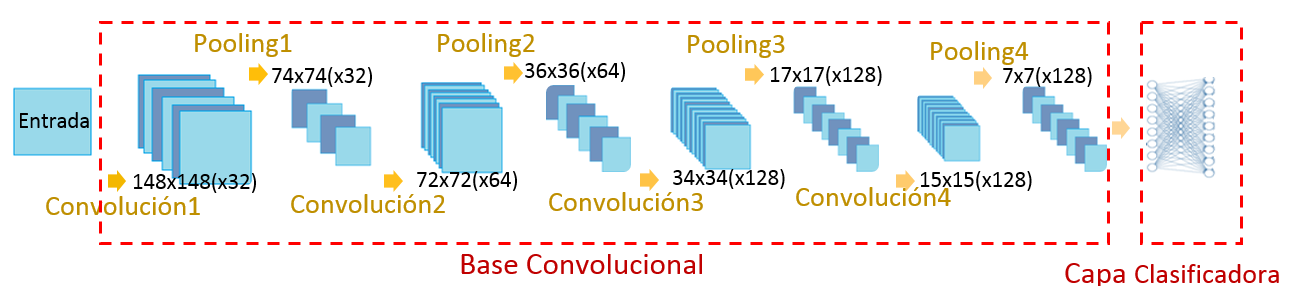 Entrada
Convolución1
148x148(x32)
Pooling1
74x74(x32)
Convolución2
72x72(x64)
Pooling2
36x36(x64)
Convolución3
34x34(x128)
Pooling3
17x17(x128)
Convolución4
15x15(x128)
Pooling4
7x7(x128)
Base Convolucional
Capa Clasificadora